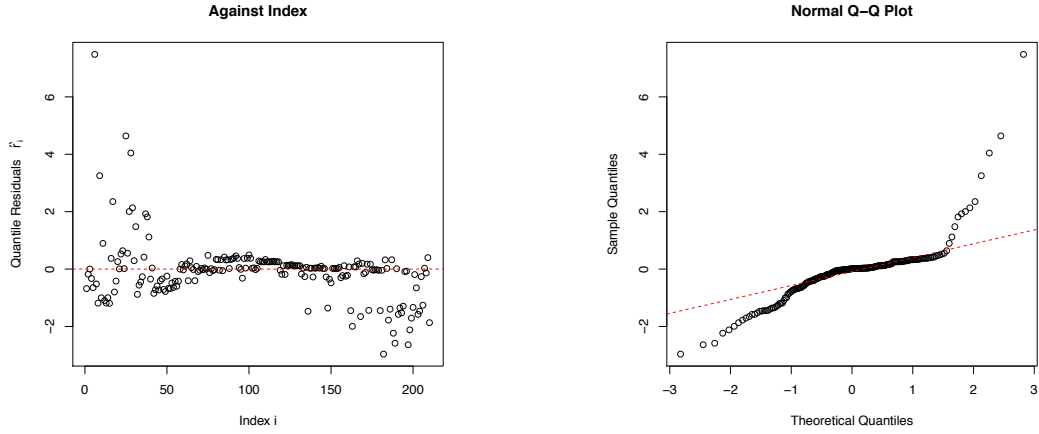 Against Index
Quantile Residuals r̂ᵢ
6
4
2
0
−2
0 50 100 150 200
Index i
Normal Q−Q Plot
Sample Quantiles
6
4
2
0
−2
−3 −2 −1 0 1 2 3
Theoretical Quantiles